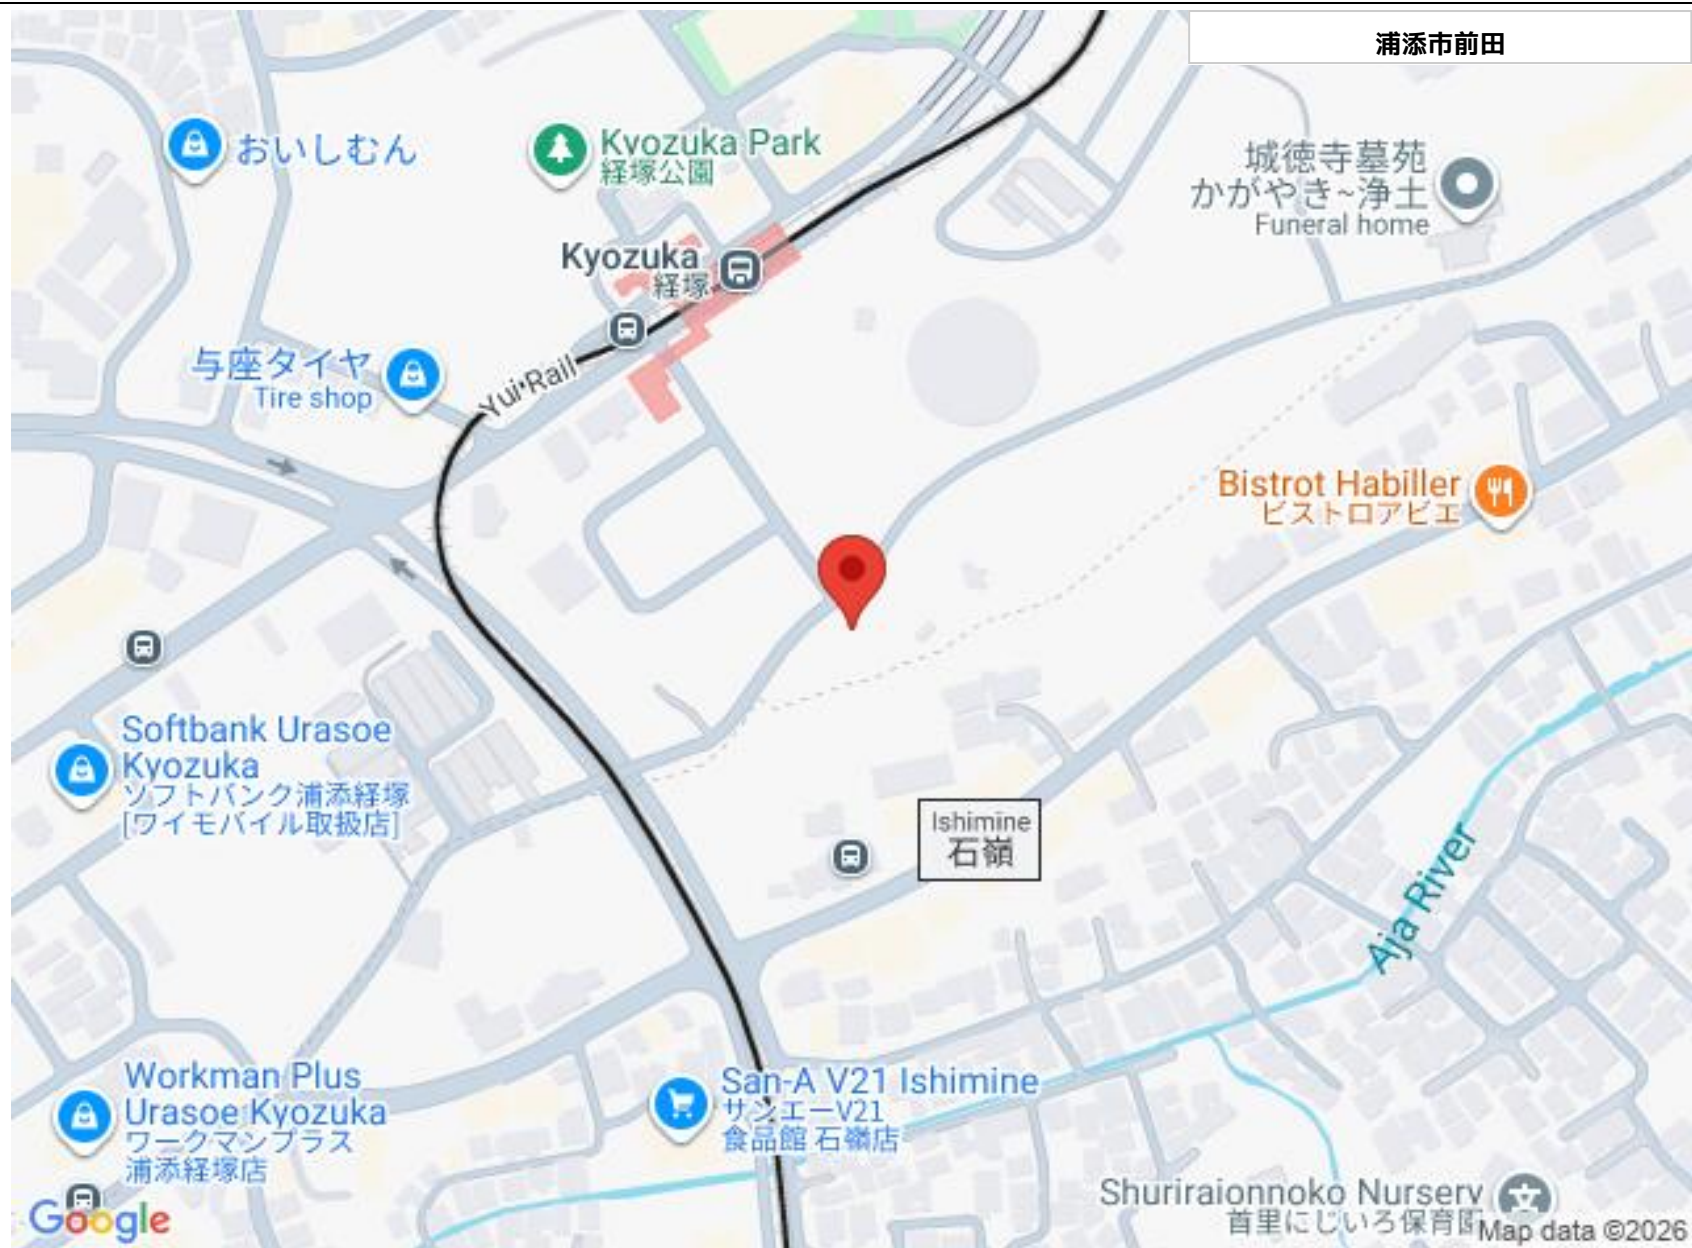 浦添市前田
おいしむん
Kyozuka Park
経塚公園
城徳寺墓苑
かがやき~浄土
Funeral home
Kyozuka
経塚
Yui Rail
与座タイヤ
Tire shop
Bistrot Habiller
ビストロアビエ
Softbank Urasoe
Kyozuka
ソフトバンク浦添経塚
[ワイモバイル取扱店]
Ishimine
石嶺
Aja River
Workman Plus
Urasoe Kyozuka
ワークマンプラス
浦添経塚店
San-A V21 Ishimine
サンエーV21
食品館 石嶺店
Shuriraionnoko Nursery
首里にじいろ保育園
Google
Map data ©2026